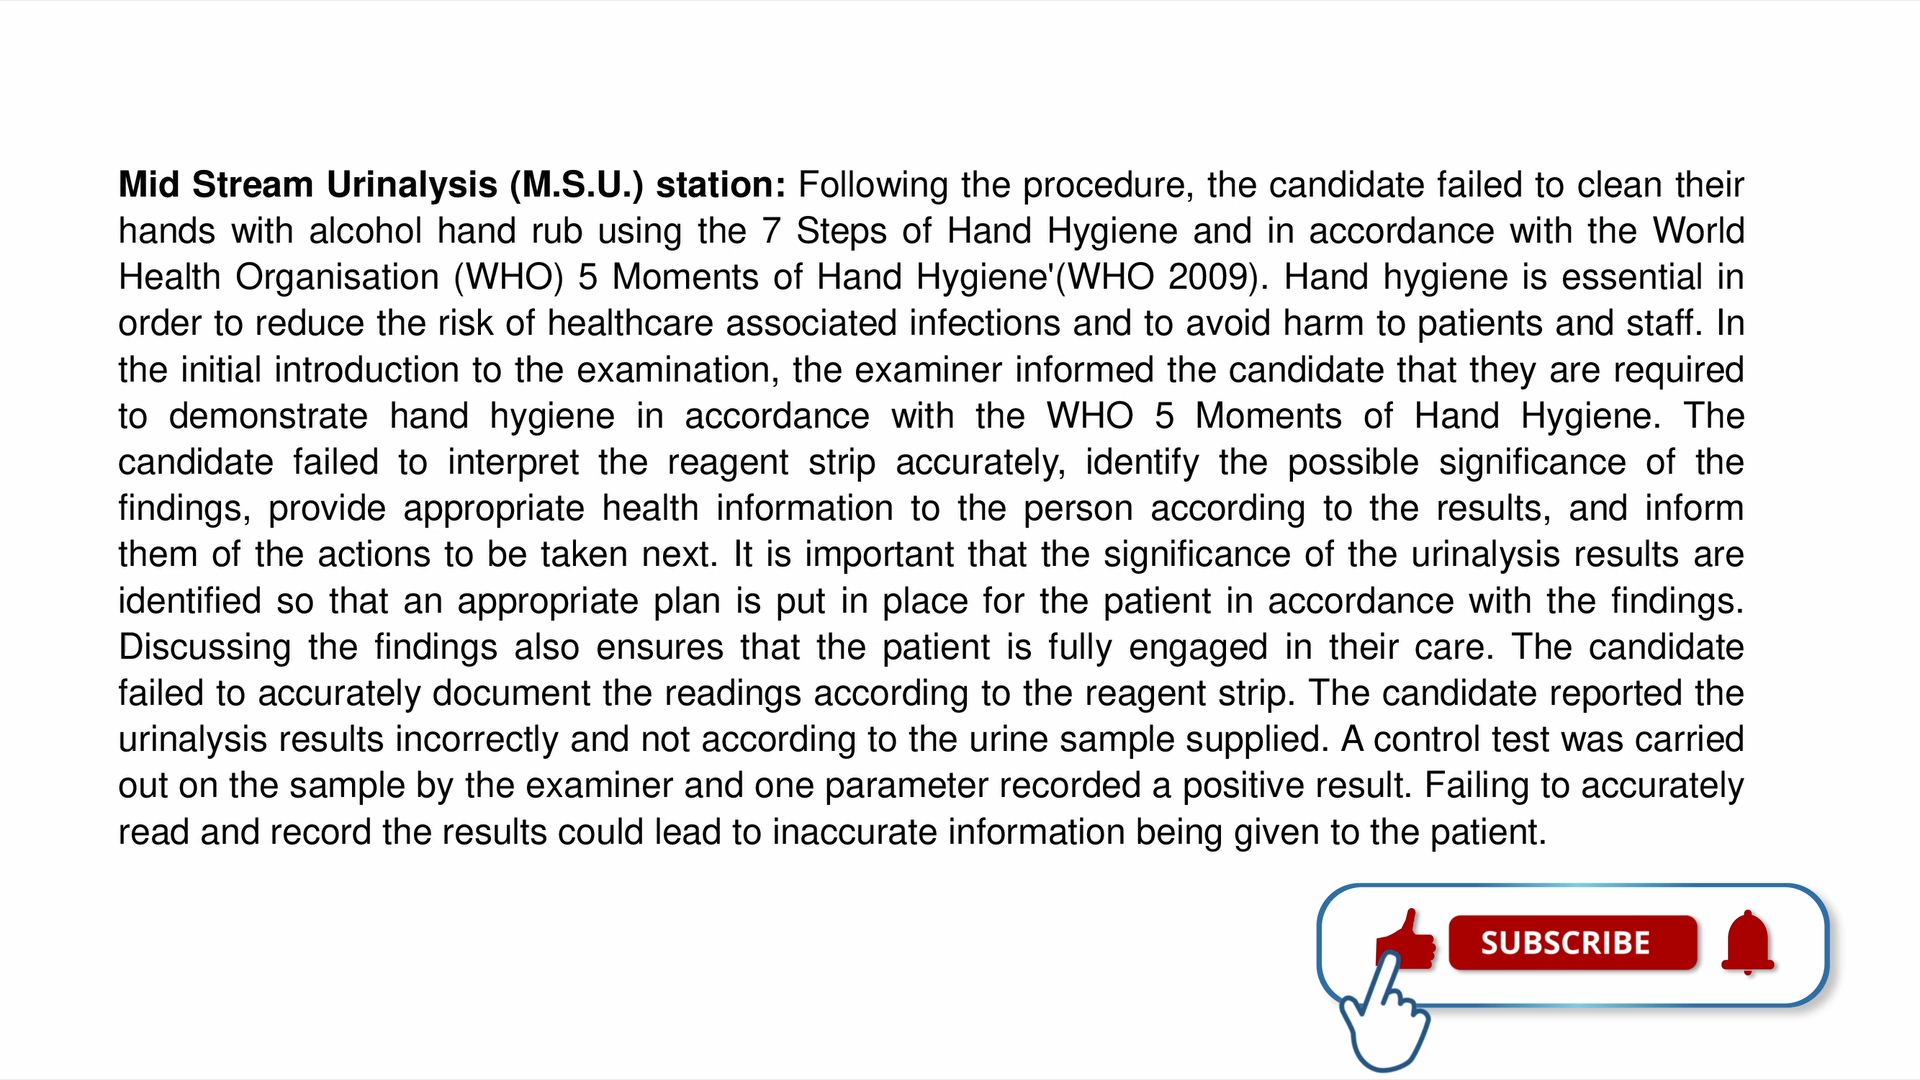 Mid Stream Urinalysis (M.S.U.) station: Following the procedure, the candidate failed to clean their
hands with alcohol hand rub using the 7 Steps of Hand Hygiene and in accordance with the World
Health Organisation (WHO) 5 Moments of Hand Hygiene'(WHO 2009). Hand hygiene is essential in
order to reduce the risk of healthcare associated infections and to avoid harm to patients and staff. In
the initial introduction to the examination, the examiner informed the candidate that they are required
to demonstrate hand hygiene in accordance with the WHO 5 Moments of Hand Hygiene. The
candidate failed to interpret the reagent strip accurately, identify the possible significance of the
findings, provide appropriate health information to the person according to the results, and inform
them of the actions to be taken next. It is important that the significance of the urinalysis results are
identified so that an appropriate plan is put in place for the patient in accordance with the findings.
Discussing the findings also ensures that the patient is fully engaged in their care. The candidate
failed to accurately document the readings according to the reagent strip. The candidate reported the
urinalysis results incorrectly and not according to the urine sample supplied. A control test was carried
out on the sample by the examiner and one parameter recorded a positive result. Failing to accurately
read and record the results could lead to inaccurate information being given to the patient.
SUBSCRIBE